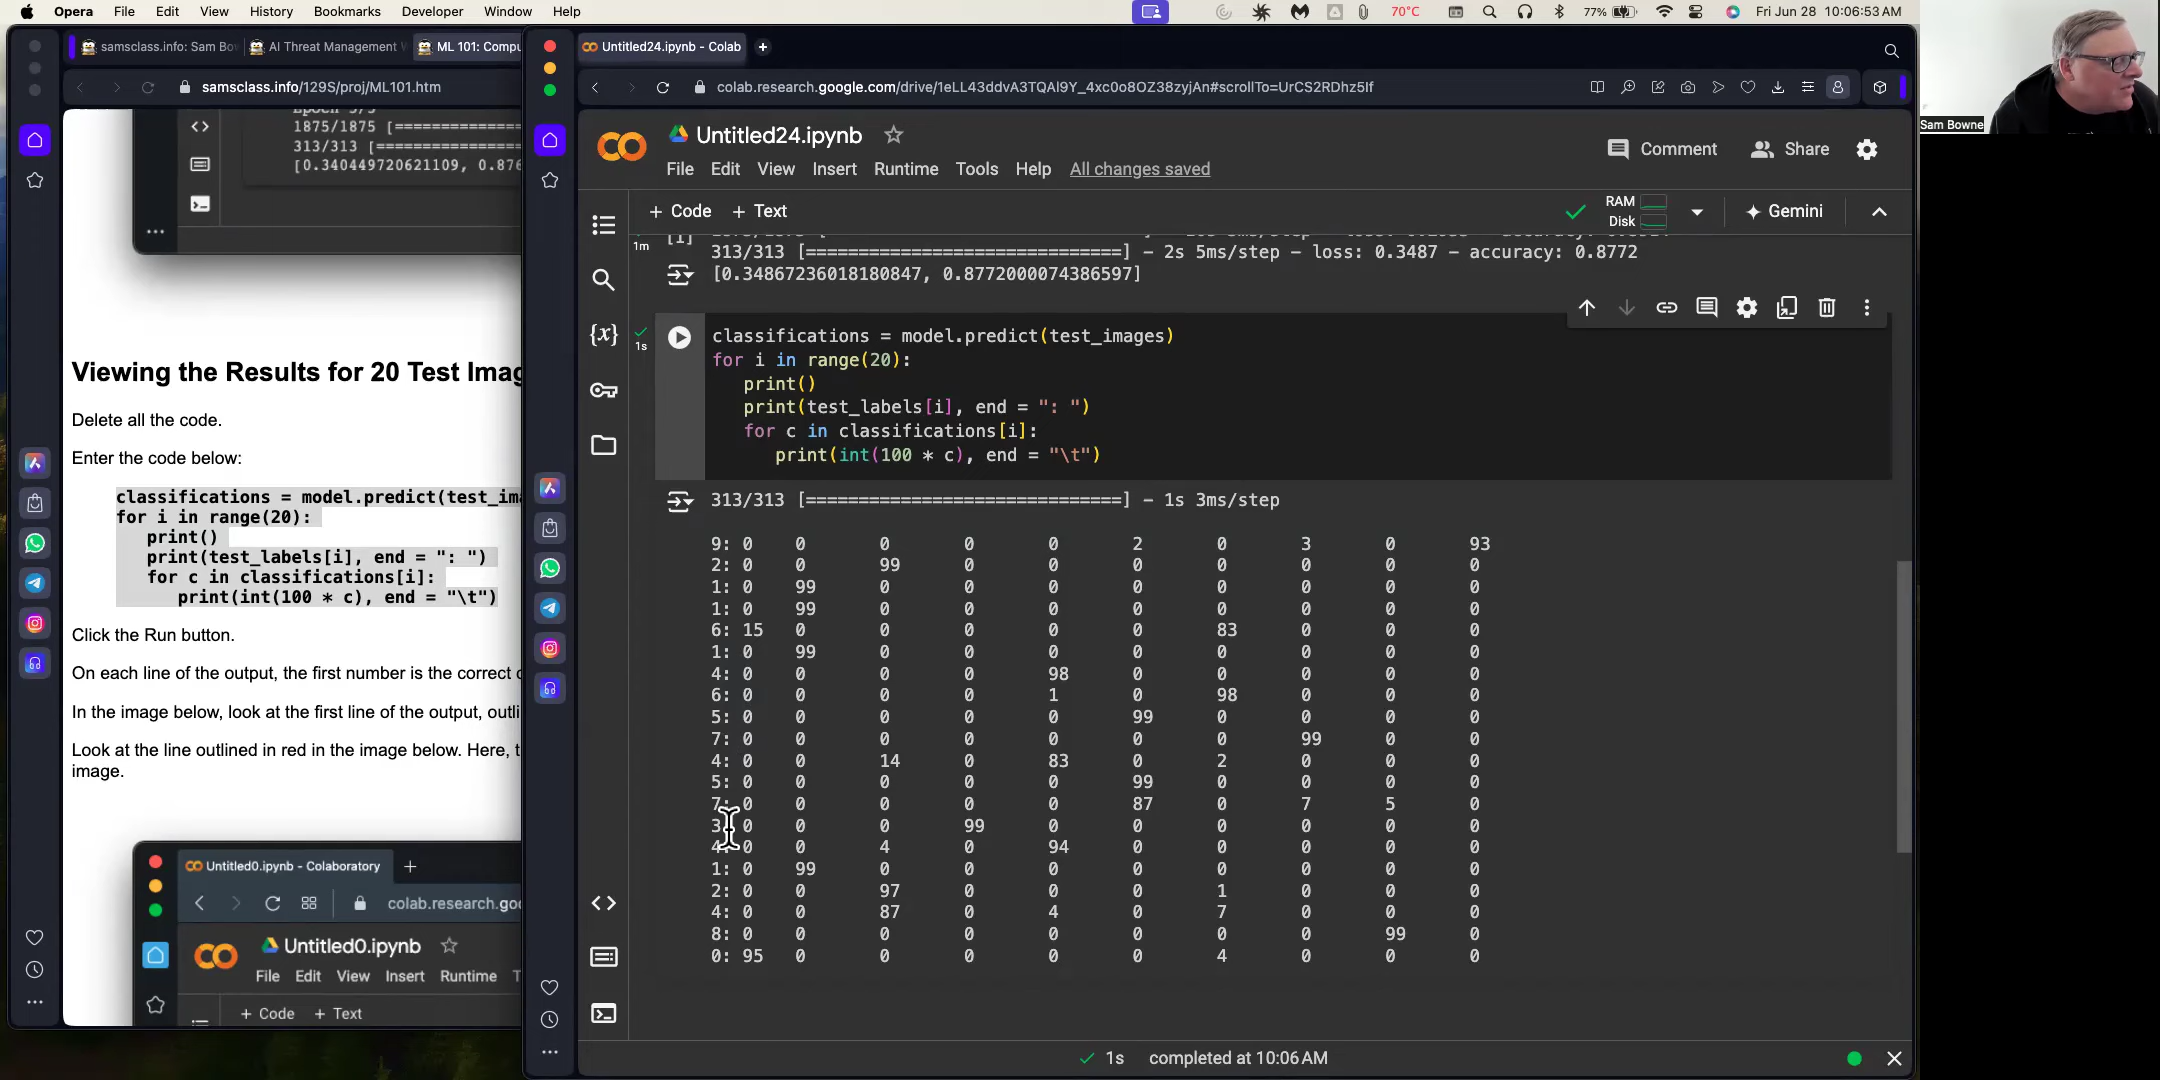 Opera File Edit View History Bookmarks Developer Window Help
70°C 77% Fri Jun 28 10:06:53 AM
samsclass.info: Sam Bow
AI Threat Management
ML 101: Compu
samsclass.info/129S/proj/ML101.htm
1875/1875 [====================
313/313 [====================
[0.340449720621109, 0.876
Viewing the Results for 20 Test Imag
Delete all the code.
Enter the code below:
classifications = model.predict(test_ima
for i in range(20):
print()
print(test_labels[i], end = ": ")
for c in classifications[i]:
print(int(100 * c), end = "\t")
Click the Run button.
On each line of the output, the first number is the correct
In the image below, look at the first line of the output, outli
Look at the line outlined in red in the image below. Here, t
image.
Untitled0.ipynb - Colaboratory
colab.research.goo
Untitled0.ipynb
File Edit View Insert Runtime T
+ Code + Text
Untitled24.ipynb - Colab
colab.research.google.com/drive/1eLL43ddvA3TQAl9Y_4xc0o8OZ38zyjAn#scrollTo=UrCS2RDhz5lf
Untitled24.ipynb
File Edit View Insert Runtime Tools Help All changes saved
Comment Share
+ Code + Text
RAM
Disk
Gemini
1m
313/313 [==============================] - 2s 5ms/step - loss: 0.3487 - accuracy: 0.8772
[0.34867236018180847, 0.8772000074386597]
1s
classifications = model.predict(test_images)
for i in range(20):
print()
print(test_labels[i], end = ": ")
for c in classifications[i]:
print(int(100 * c), end = "\t")
313/313 [==============================] - 1s 3ms/step
9: 0 0 0 0 0 2 0 3 0 93
2: 0 0 99 0 0 0 0 0 0 0
1: 0 99 0 0 0 0 0 0 0 0
1: 0 99 0 0 0 0 0 0 0 0
6: 15 0 0 0 0 0 83 0 0 0
1: 0 99 0 0 0 0 0 0 0 0
4: 0 0 0 0 98 0 0 0 0 0
6: 0 0 0 0 1 0 98 0 0 0
5: 0 0 0 0 0 99 0 0 0 0
7: 0 0 0 0 0 0 0 99 0 0
4: 0 0 14 0 83 0 2 0 0 0
5: 0 0 0 0 0 99 0 0 0 0
7: 0 0 0 0 0 87 0 7 5 0
3: 0 0 0 99 0 0 0 0 0 0
4: 0 0 4 0 94 0 0 0 0 0
1: 0 99 0 0 0 0 0 0 0 0
2: 0 0 97 0 0 0 1 0 0 0
4: 0 0 87 0 4 0 7 0 0 0
8: 0 0 0 0 0 0 0 0 99 0
0: 95 0 0 0 0 0 4 0 0 0
1s completed at 10:06 AM
Sam Bowne